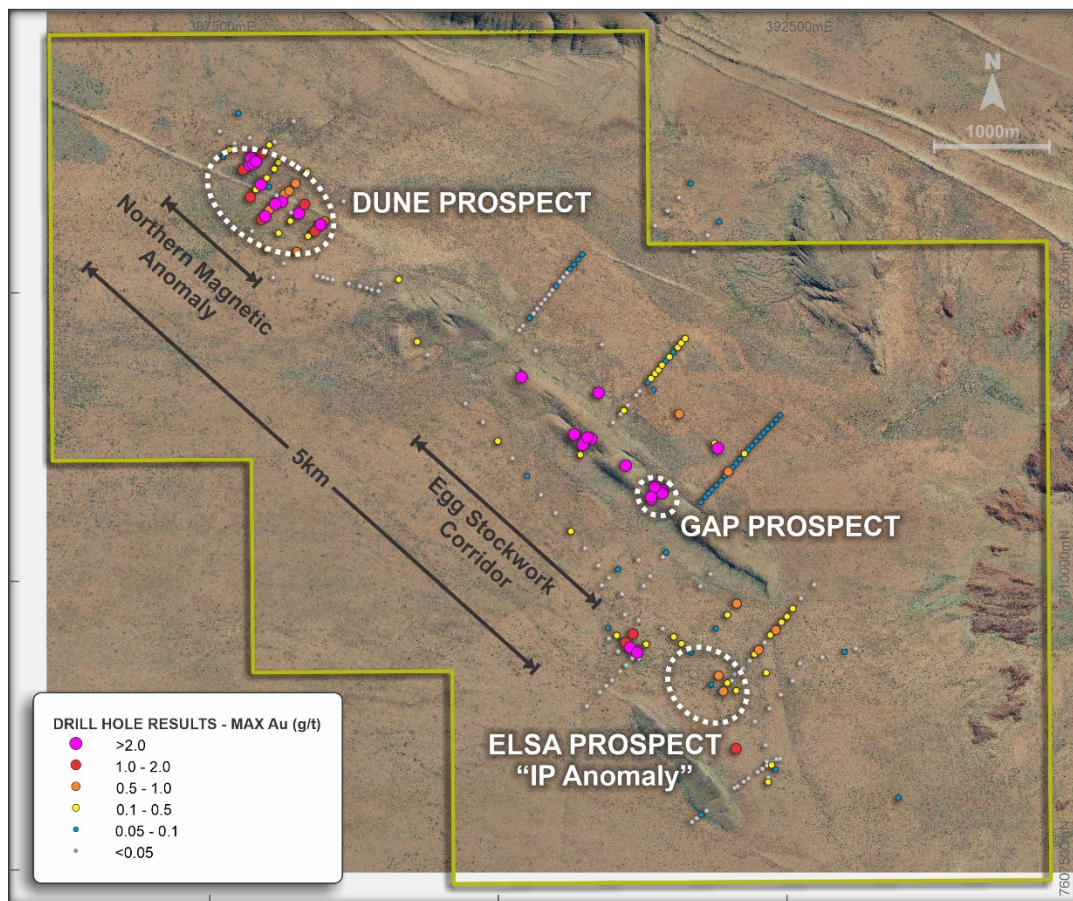 387500mE
392500mE
N
1000m
DUNE PROSPECT
Northern Magnetic
Anomaly
5km
Egg Stockwork
Corridor
GAP PROSPECT
ELSA PROSPECT
“IP Anomaly”
7607500mN
DRILL HOLE RESULTS - MAX Au (g/t)
>2.0
1.0 - 2.0
0.5 - 1.0
0.1 - 0.5
0.05 - 0.1
<0.05